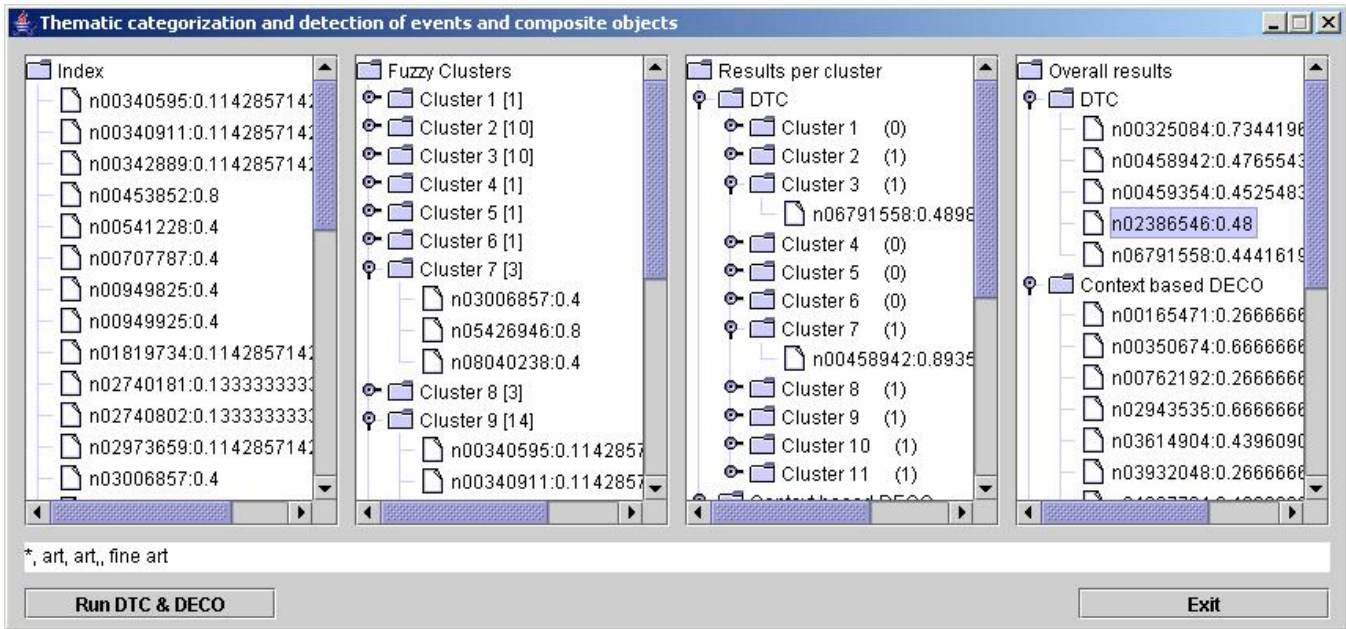 Thematic categorization and detection of events and composite objects
Index
n00340595:0.114285714
n00340911:0.114285714
n00342889:0.114285714
n00453852:0.8
n00541228:0.4
n00707787:0.4
n00949825:0.4
n00949925:0.4
n01819734:0.114285714
n02740181:0.133333333
n02740802:0.133333333
n02973659:0.114285714
n03006857:0.4
Fuzzy Clusters
Cluster 1 [1]
Cluster 2 [10]
Cluster 3 [10]
Cluster 4 [1]
Cluster 5 [1]
Cluster 6 [1]
Cluster 7 [3]
n03006857:0.4
n05426946:0.8
n08040238:0.4
Cluster 8 [3]
Cluster 9 [14]
n00340595:0.1142857
n00340911:0.1142857
Results per cluster
DTC
Cluster 1 (0)
Cluster 2 (1)
Cluster 3 (1)
n06791558:0.4898
Cluster 4 (0)
Cluster 5 (0)
Cluster 6 (0)
Cluster 7 (1)
n00458942:0.8935
Cluster 8 (1)
Cluster 9 (1)
Cluster 10 (1)
Cluster 11 (1)
Context based DECO
Overall results
DTC
n00325084:0.7344196
n00458942:0.4765543
n00459354:0.4525483
n02386546:0.48
n06791558:0.4441619
Context based DECO
n00165471:0.2666666
n00350674:0.6666666
n00762192:0.2666666
n02943535:0.6666666
n03614904:0.4396090
n03932048:0.2666666
*, art, art,, fine art
Run DTC & DECO
Exit